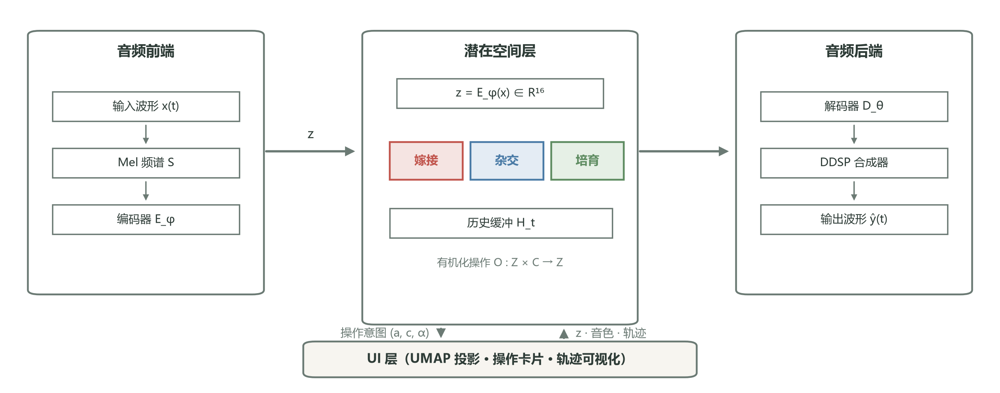 音频前端
输入波形 x(t)
Mel 频谱 S
编码器 E_φ
z
潜在空间层
z = E_φ(x) ∈ R¹⁶
嫁接
杂交
培育
历史缓冲 H_t
有机化操作 O : Z × C → Z
音频后端
解码器 D_θ
DDSP 合成器
输出波形 ŷ(t)
操作意图 (a, c, α)
z · 音色 · 轨迹
UI 层（UMAP 投影 • 操作卡片 • 轨迹可视化）